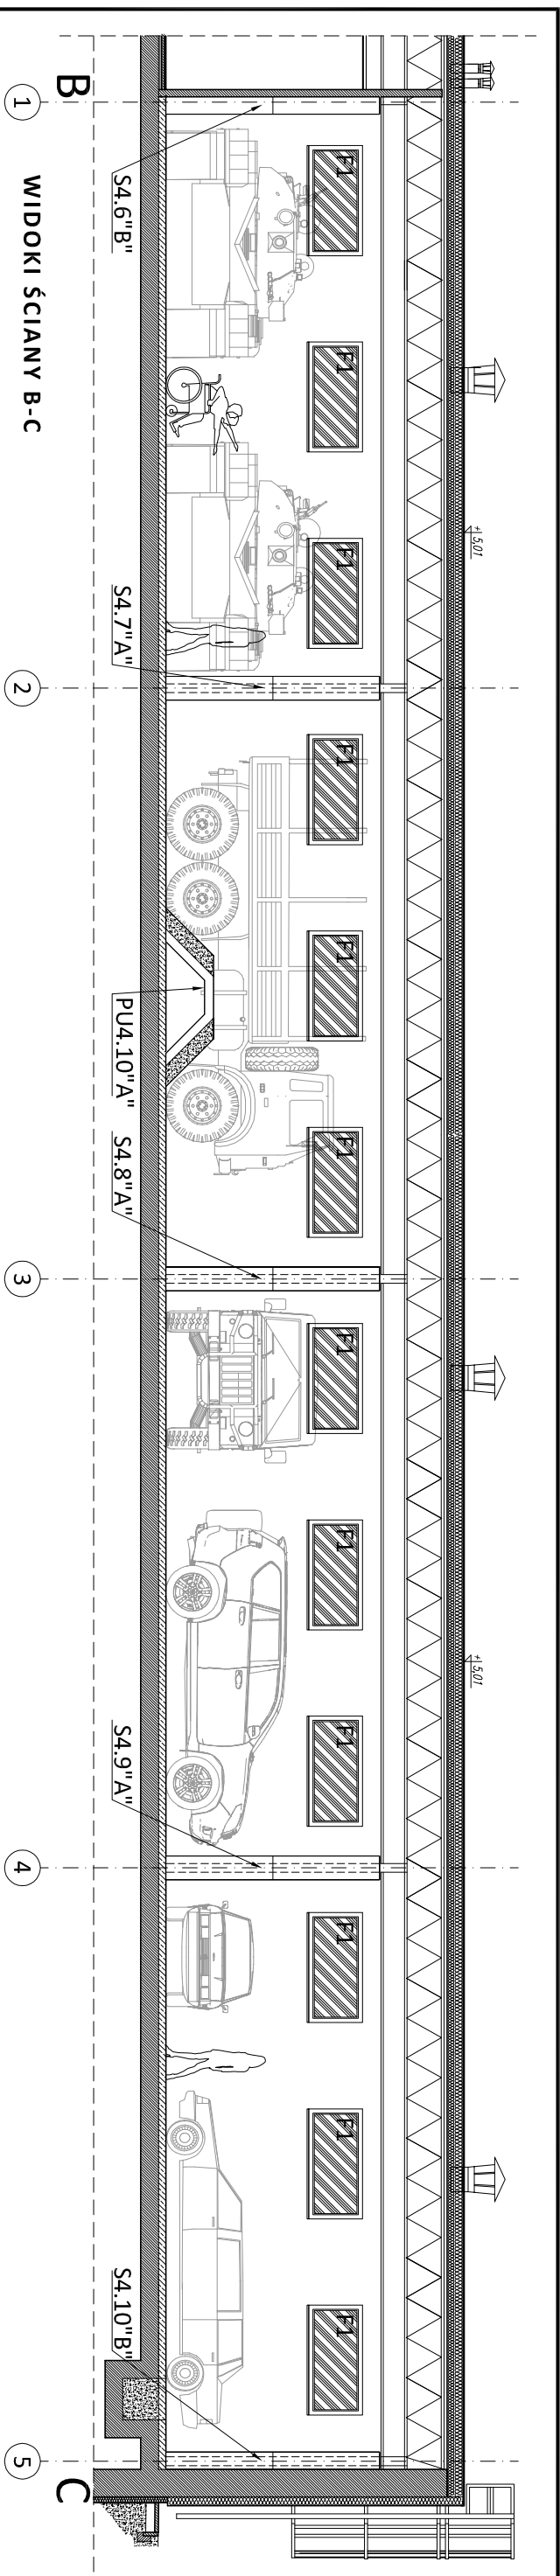 +5,01
+5,01
F1
F1
F1
F1
F1
F1
F1
F1
F1
F1
F1
F1
S4.6"B"
S4.7"A"
PU4.10"A"
S4.8"A"
S4.9"A"
S4.10"B"
B
C
1
2
3
4
5
WIDOKI ŚCIANY B-C